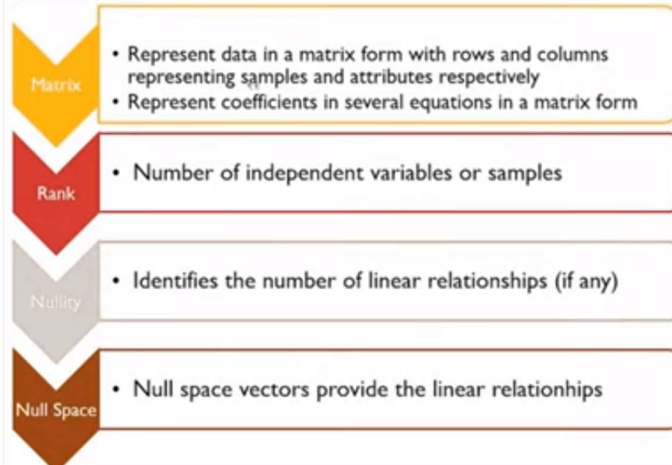 Matrix
• Represent data in a matrix form with rows and columns
representing samples and attributes respectively
• Represent coefficients in several equations in a matrix form
Rank
• Number of independent variables or samples
Nullity
• Identifies the number of linear relationships (if any)
Null Space
• Null space vectors provide the linear relationhips